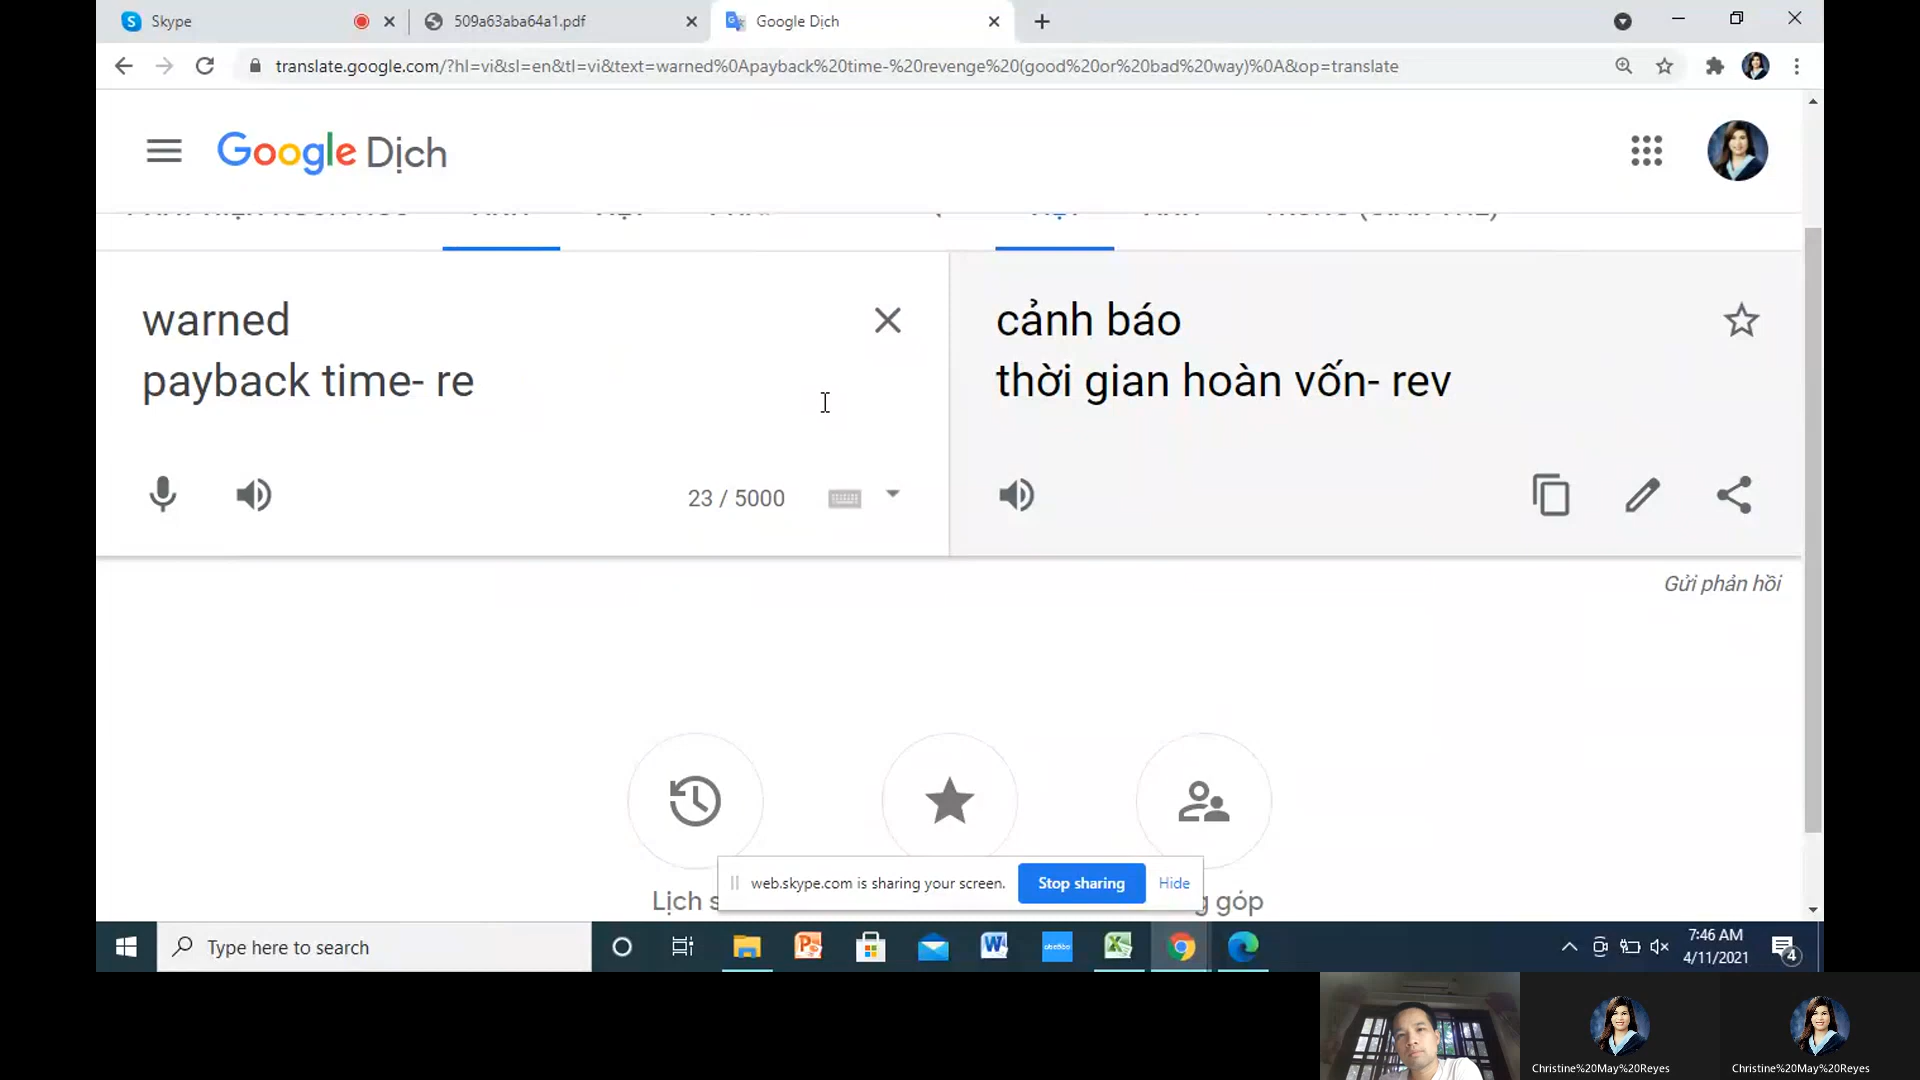 Skype
509a63aba64a1.pdf
Google Dịch
translate.google.com/?hl=vi&sl=en&tl=vi&text=warned%0Apayback%20time-%20revenge%20(good%20or%20bad%20way)%0A&op=translate
Google Dịch
warned
payback time- re
cảnh báo
thời gian hoàn vốn- rev
23 / 5000
Gửi phản hồi
web.skype.com is sharing your screen.
Stop sharing
Hide
Lịch s
g góp
Type here to search
7:46 AM
4/11/2021
4
Christine%20May%20Reyes
Christine%20May%20Reyes